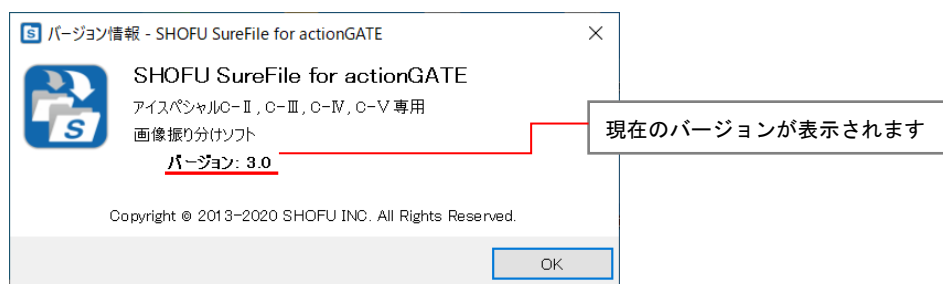 バージョン情報 - SHOFU SureFile for actionGATE
SHOFU SureFile for actionGATE
アイスペシャルC-Ⅱ, C-Ⅲ, C-Ⅳ, C-Ⅴ 専用
画像振り分けソフト
バージョン: 3.0
現在のバージョンが表示されます
Copyright © 2013-2020 SHOFU INC. All Rights Reserved.
OK